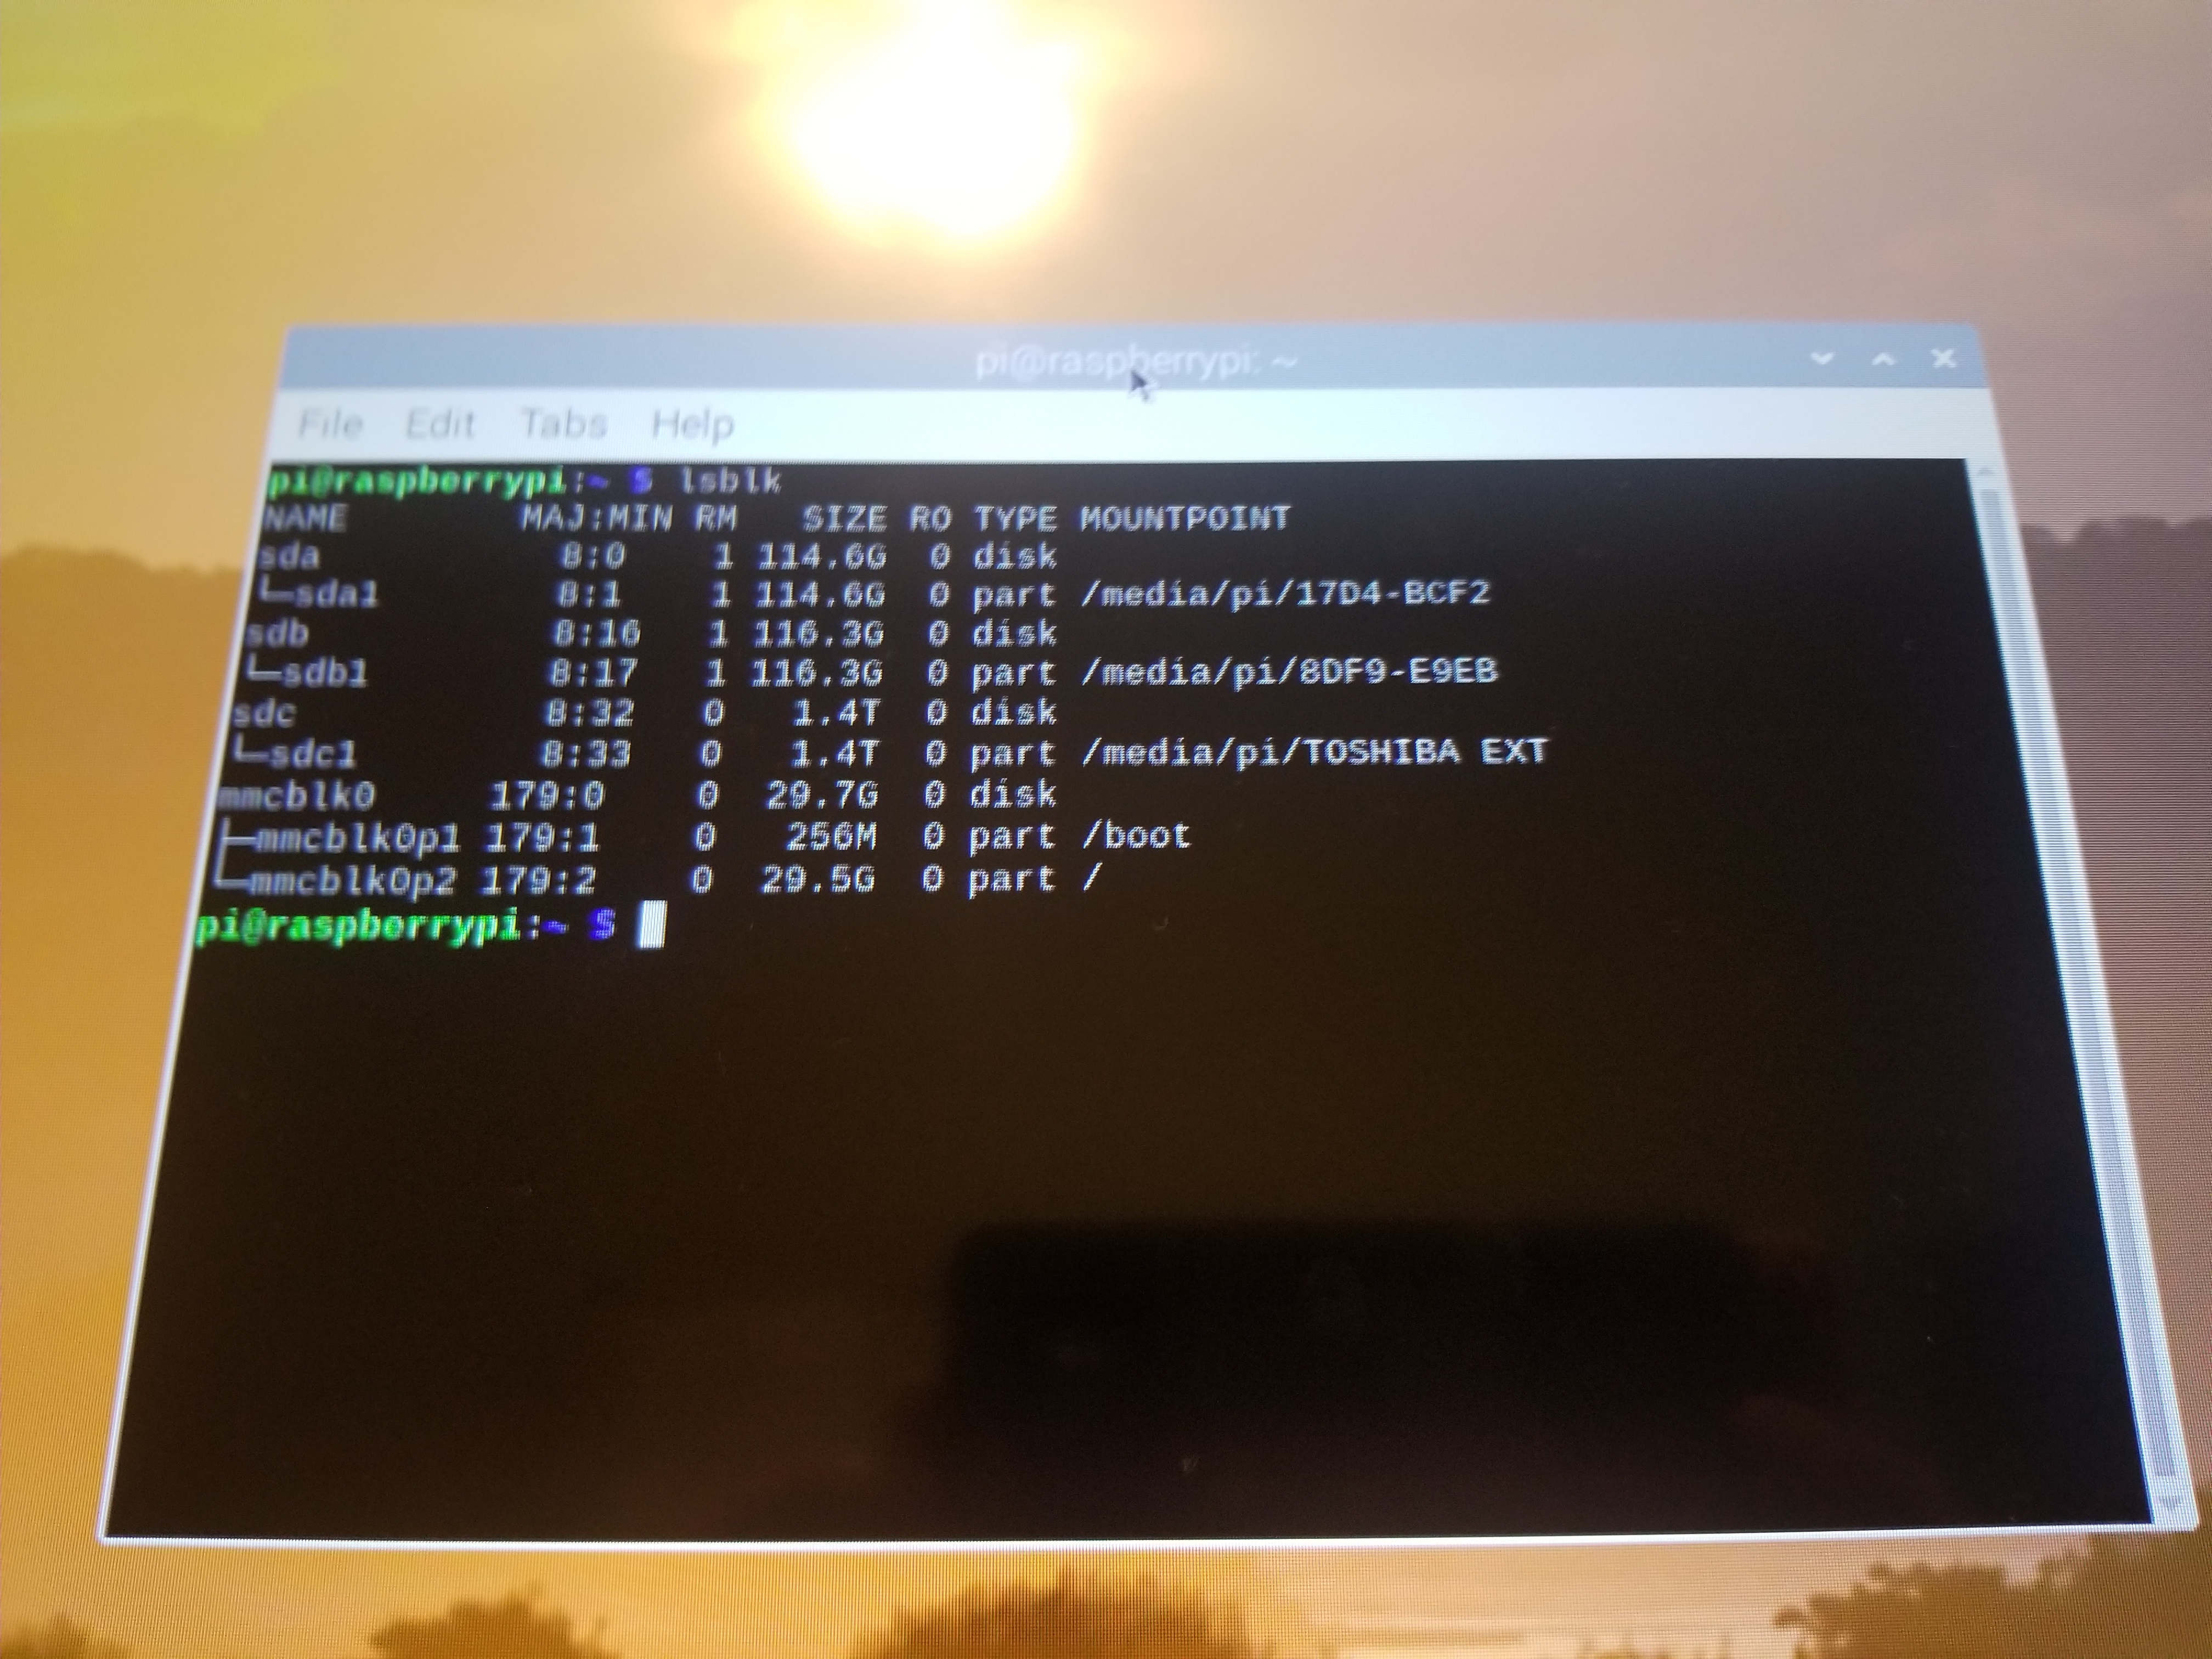 pi@raspberrypi: ~
File Edit Tabs Help
pi@raspberrypi:~ $ lsblk
NAME MAJ:MIN RM SIZE RO TYPE MOUNTPOINT
sda 8:0 1 114.6G 0 disk
└─sda1 8:1 1 114.6G 0 part /media/pi/17D4-BCF2
sdb 8:16 1 116.3G 0 disk
└─sdb1 8:17 1 116.3G 0 part /media/pi/8DF9-E9EB
sdc 8:32 0 1.4T 0 disk
└─sdc1 8:33 0 1.4T 0 part /media/pi/TOSHIBA EXT
mmcblk0 179:0 0 29.7G 0 disk
├─mmcblk0p1 179:1 0 256M 0 part /boot
└─mmcblk0p2 179:2 0 29.5G 0 part /
pi@raspberrypi:~ $